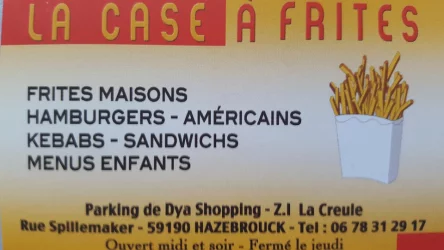 LA CASE À FRITES
FRITES MAISONS
HAMBURGERS - AMÉRICAINS
KEBABS - SANDWICHS
MENUS ENFANTS
Parking de Dya Shopping - Z.I La Creule
Rue Spillemaker - 59190 HAZEBROUCK - Tel : 06 78 31 29 17
Ouvert midi et soir - Fermé le jeudi